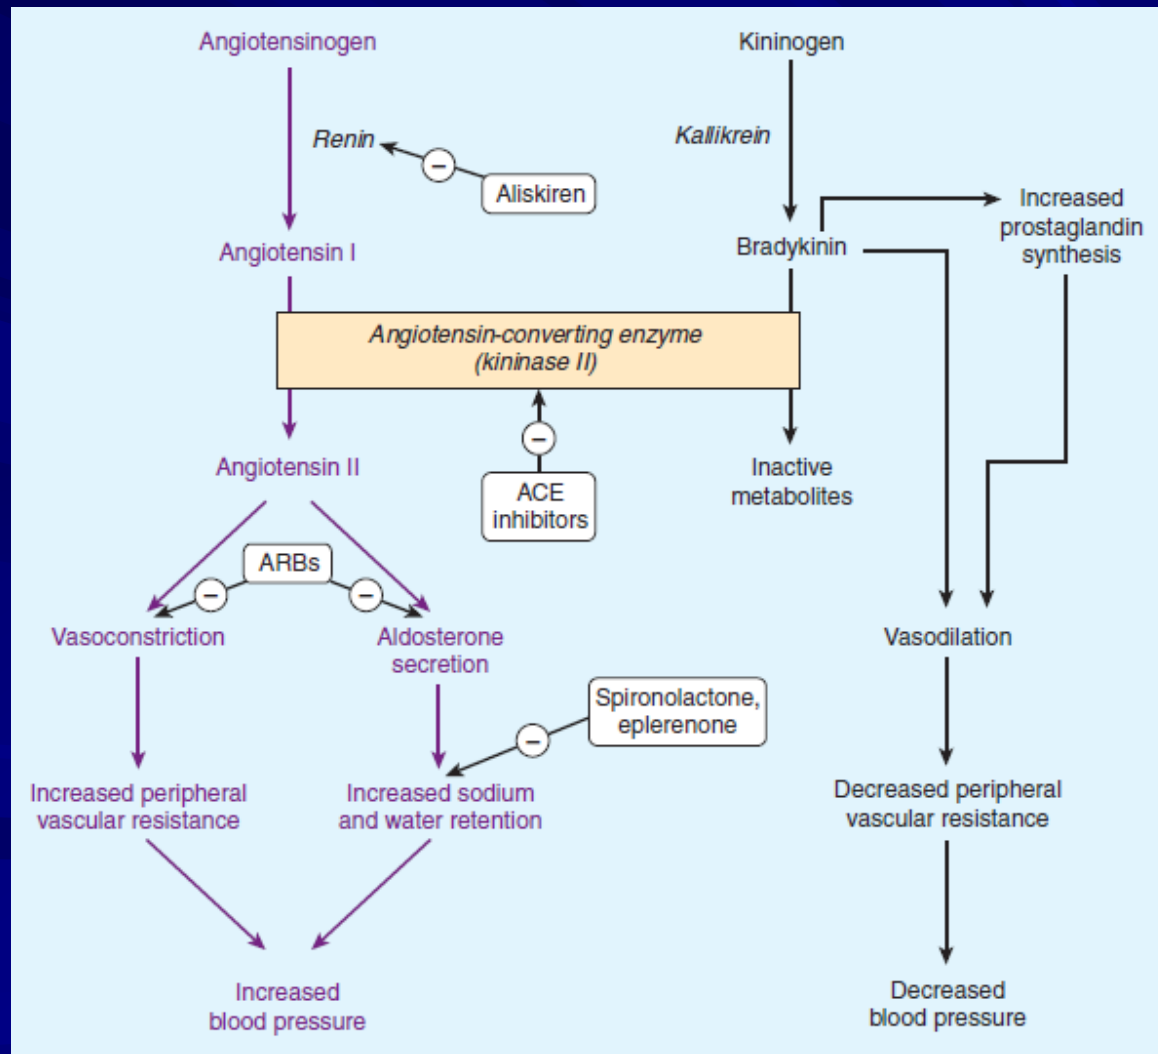 Angiotensinogen
Kininogen
Renin
Kallikrein
Aliskiren
Increased
prostaglandin
synthesis
Angiotensin I
Bradykinin
Angiotensin-converting enzyme
(kininase II)
–
–
Angiotensin II
Inactive
metabolites
ACE
inhibitors
ARBs
–
–
Vasoconstriction
Aldosterone
secretion
Vasodilation
Spironolactone,
eplerenone
–
Increased peripheral
vascular resistance
Increased sodium
and water retention
Decreased peripheral
vascular resistance
Increased
blood pressure
Decreased
blood pressure